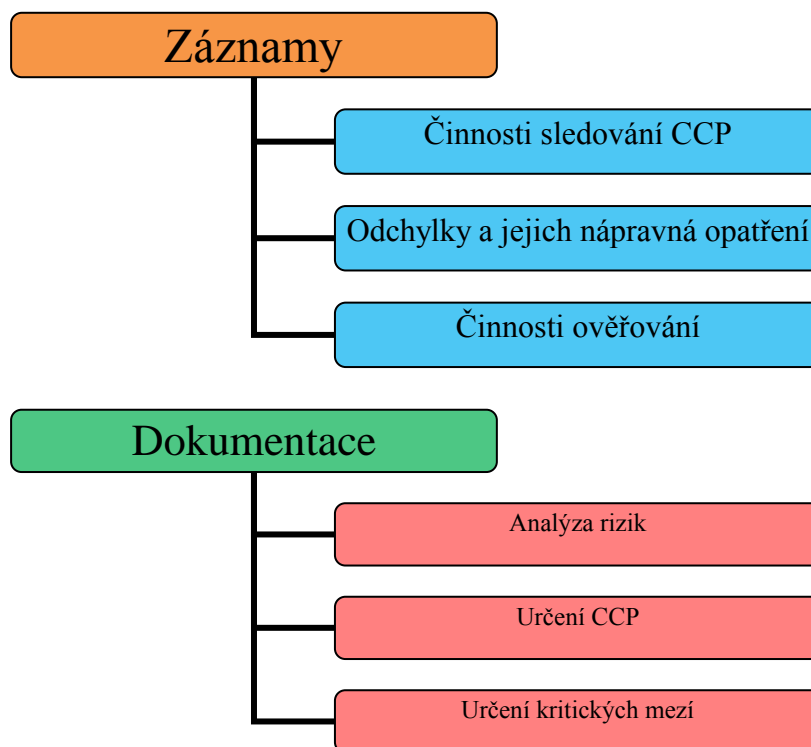 Záznamy
Činnosti sledování CCP
Odchylky a jejich nápravná opatření
Činnosti ověřování
Dokumentace
Analýza rizik
Určení CCP
Určení kritických mezí